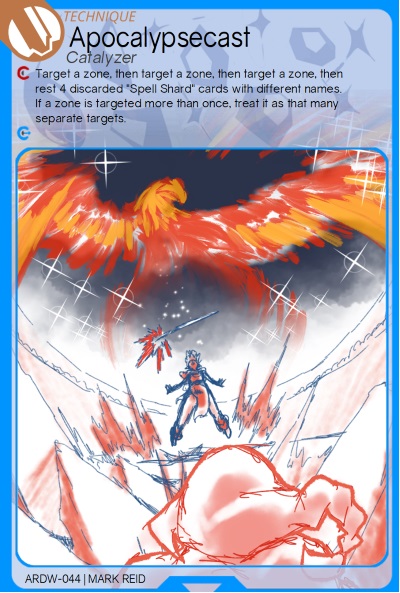 TECHNIQUE
Apocalypsecast
Catalyzer
Target a zone, then target a zone, then target a zone, then
rest 4 discarded "Spell Shard" cards with different names.
If a zone is targeted more than once, treat it as that many
separate targets.
ARDW-044 | MARK REID